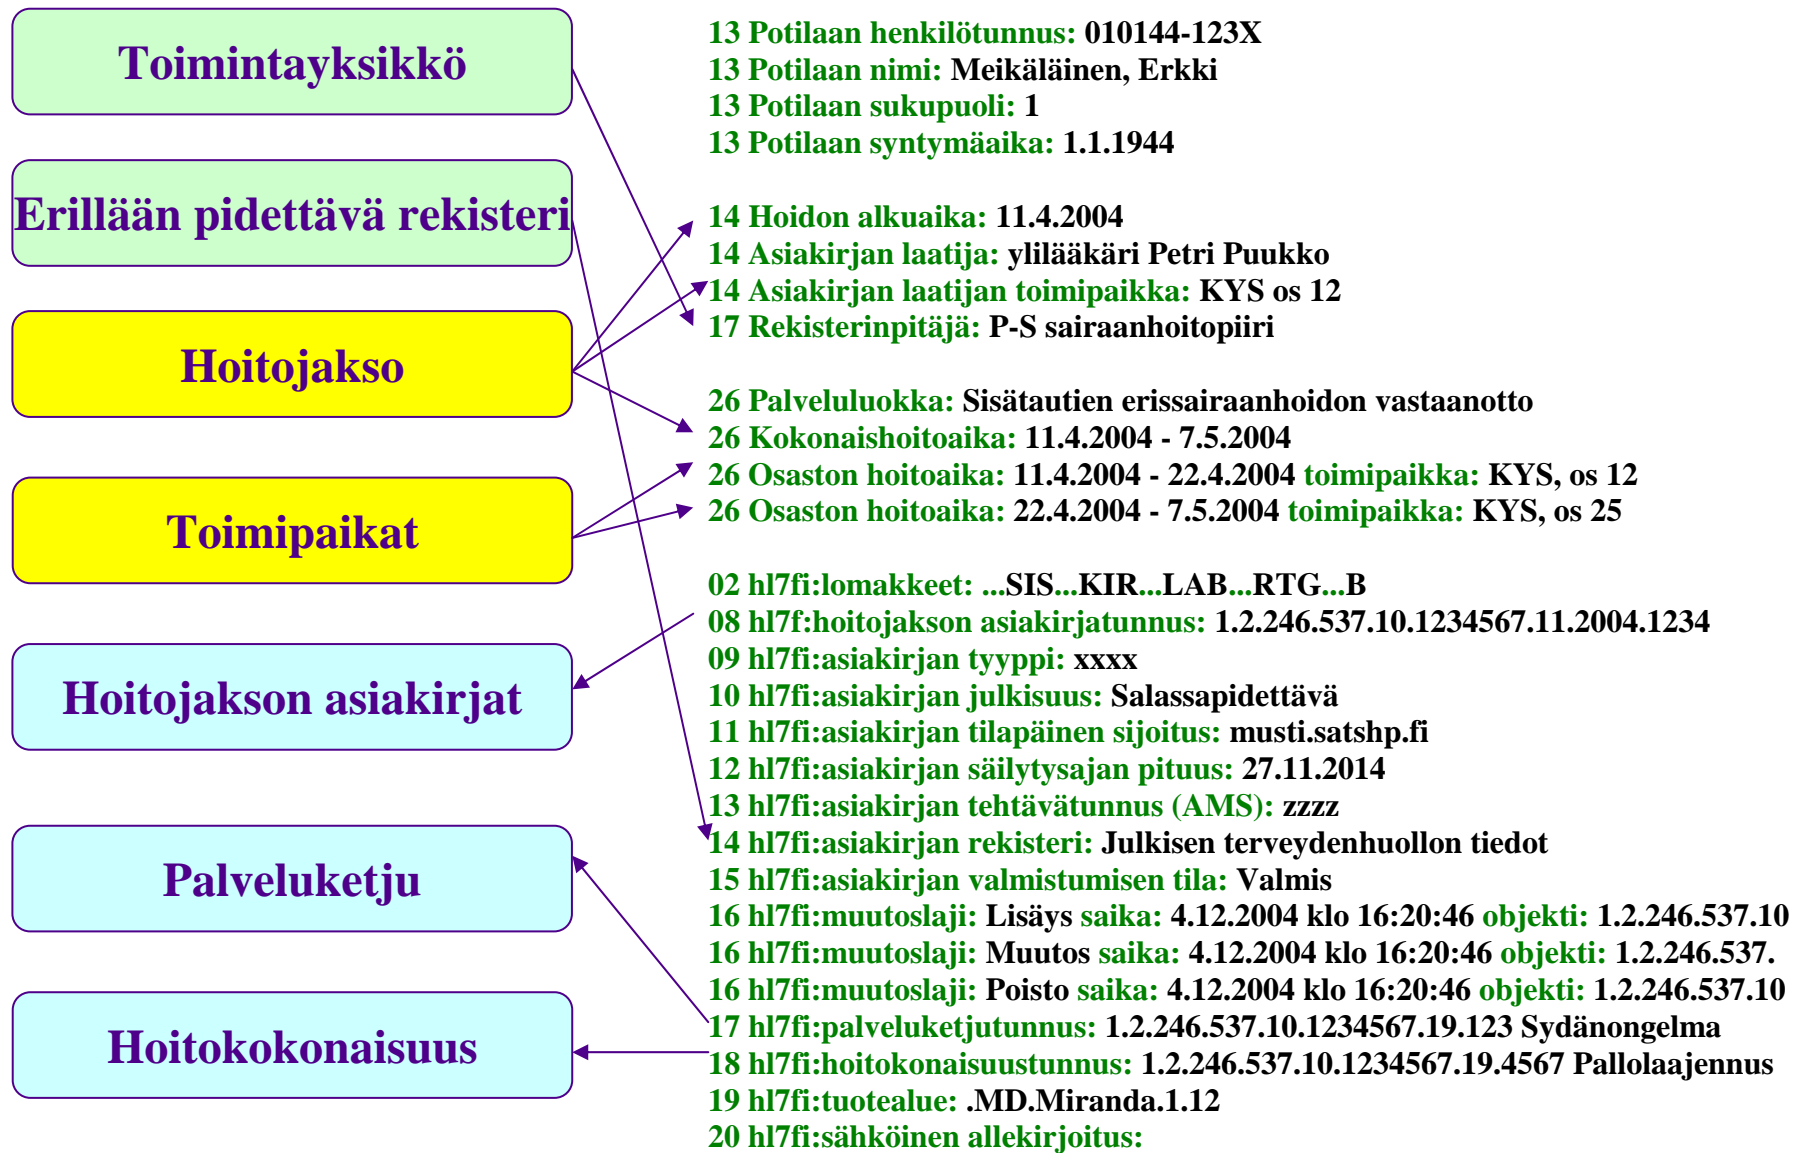 Toimintayksikkö
Erillään pidettävä rekisteri
Hoitojakso
Toimipaikat
Hoitojakson asiakirjat
Palveluketju
Hoitokokonaisuus
13 Potilaan henkilötunnus: 010144-123X
13 Potilaan nimi: Meikäläinen, Erkki
13 Potilaan sukupuoli: 1
13 Potilaan syntymäaika: 1.1.1944
14 Hoidon alkuaika: 11.4.2004
14 Asiakirjan laatija: ylilääkäri Petri Puukko
14 Asiakirjan laatijan toimipaikka: KYS os 12
17 Rekisterinpitäjä: P-S sairaanhoitopiiri
26 Palveluluokka: Sisätautien erissairaanhoidon vastaanotto
26 Kokonaishoitoaika: 11.4.2004 - 7.5.2004
26 Osaston hoitoaika: 11.4.2004 - 22.4.2004 toimipaikka: KYS, os 12
26 Osaston hoitoaika: 22.4.2004 - 7.5.2004 toimipaikka: KYS, os 25
02 hl7fi:lomakkeet: ...SIS...KIR...LAB...RTG...B
08 hl7f:hoitojakson asiakirjatunnus: 1.2.246.537.10.1234567.11.2004.1234
09 hl7fi:asiakirjan tyyppi: xxxx
10 hl7fi:asiakirjan julkisuus: Salassapidettävä
11 hl7fi:asiakirjan tilapäinen sijoitus: musti.satshp.fi
12 hl7fi:asiakirjan säilytysajan pituus: 27.11.2014
13 hl7fi:asiakirjan tehtävätunnus (AMS): zzzz
14 hl7fi:asiakirjan rekisteri: Julkisen terveydenhuollon tiedot
15 hl7fi:asiakirjan valmistumisen tila: Valmis
16 hl7fi:muutoslaji: Lisäys saika: 4.12.2004 klo 16:20:46 objekti: 1.2.246.537.10
16 hl7fi:muutoslaji: Muutos saika: 4.12.2004 klo 16:20:46 objekti: 1.2.246.537.
16 hl7fi:muutoslaji: Poisto saika: 4.12.2004 klo 16:20:46 objekti: 1.2.246.537.10
17 hl7fi:palveluketjutunnus: 1.2.246.537.10.1234567.19.123 Sydänongelma
18 hl7fi:hoitokonaisuustunnus: 1.2.246.537.10.1234567.19.4567 Pallolaajennus
19 hl7fi:tuotealue: .MD.Miranda.1.12
20 hl7fi:sähköinen allekirjoitus: